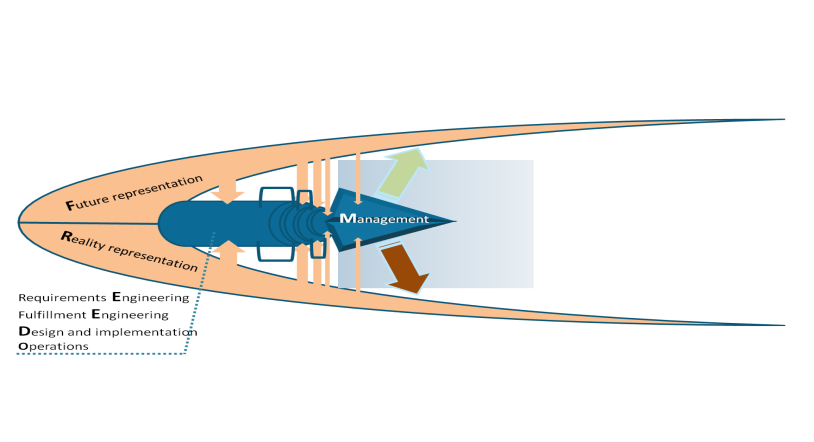 Future representation
Management
Reality representation
Requirements Engineering
Fulfillment Engineering
Design and implementation
Operations